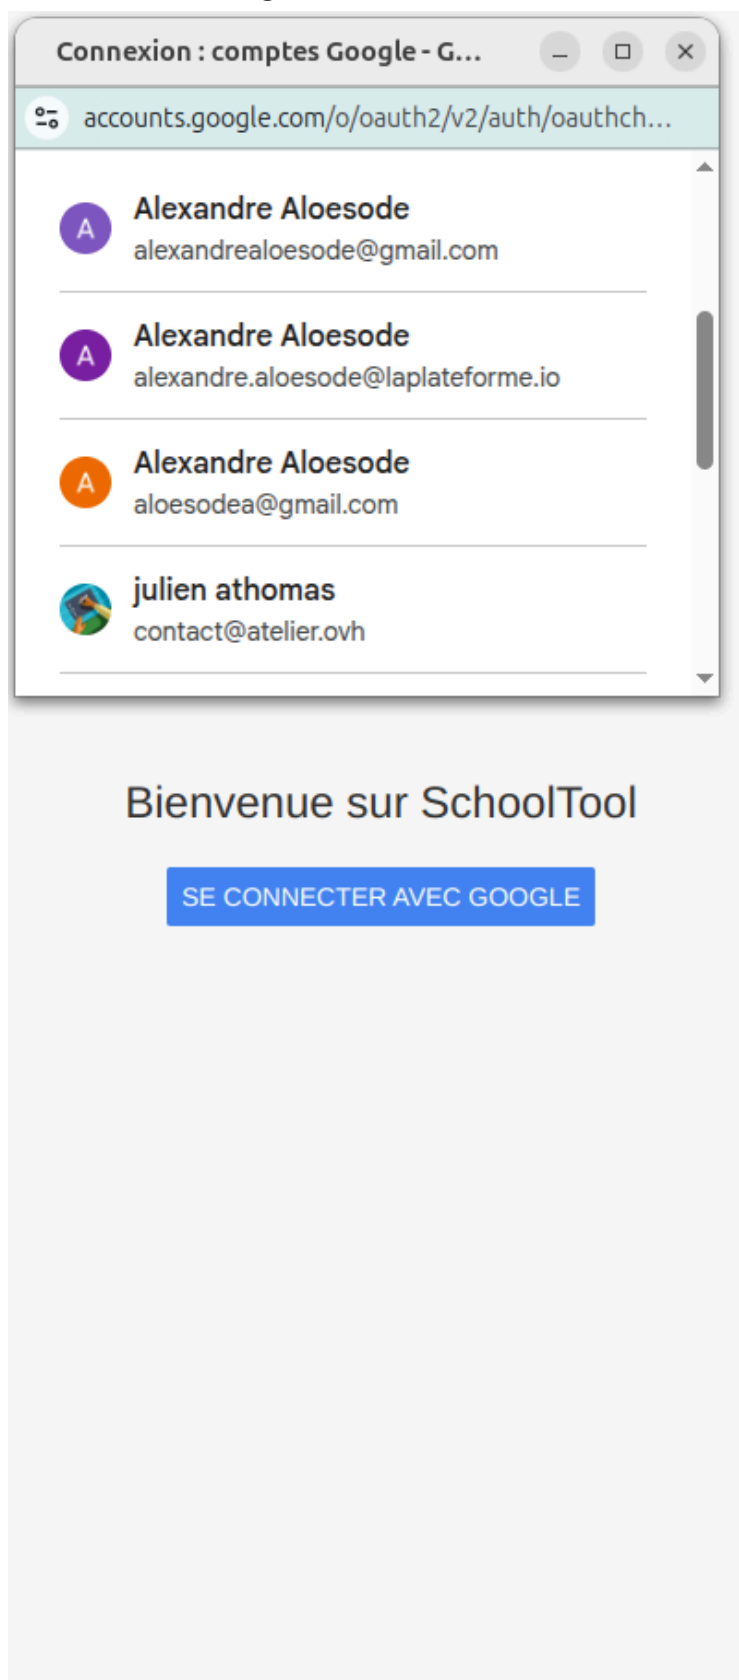 Connexion : comptes Google - G...
accounts.google.com/o/oauth2/v2/auth/oauthch...
A
Alexandre Aloesode
alexandrealoesode@gmail.com
A
Alexandre Aloesode
alexandre.aloesode@laplateforme.io
A
Alexandre Aloesode
aloesodea@gmail.com
julien athomas
contact@atelier.ovh
Bienvenue sur SchoolTool
SE CONNECTER AVEC GOOGLE